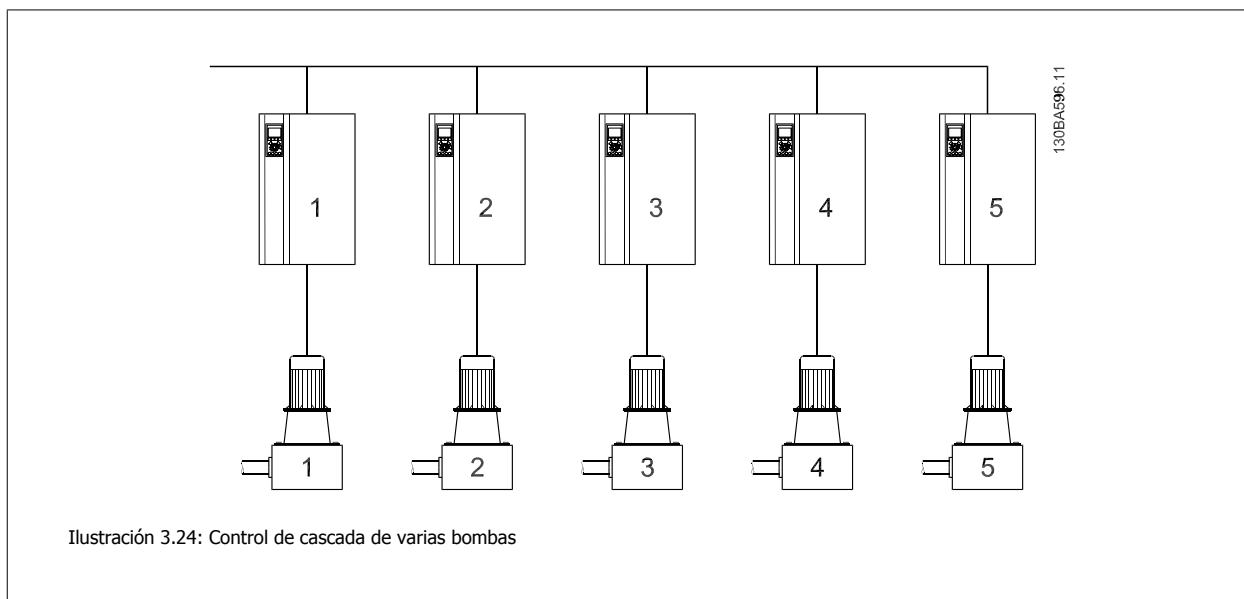 130BA596.11
1 2 3 4 5
1 2 3 4 5
Ilustración 3.24: Control de cascada de varias bombas